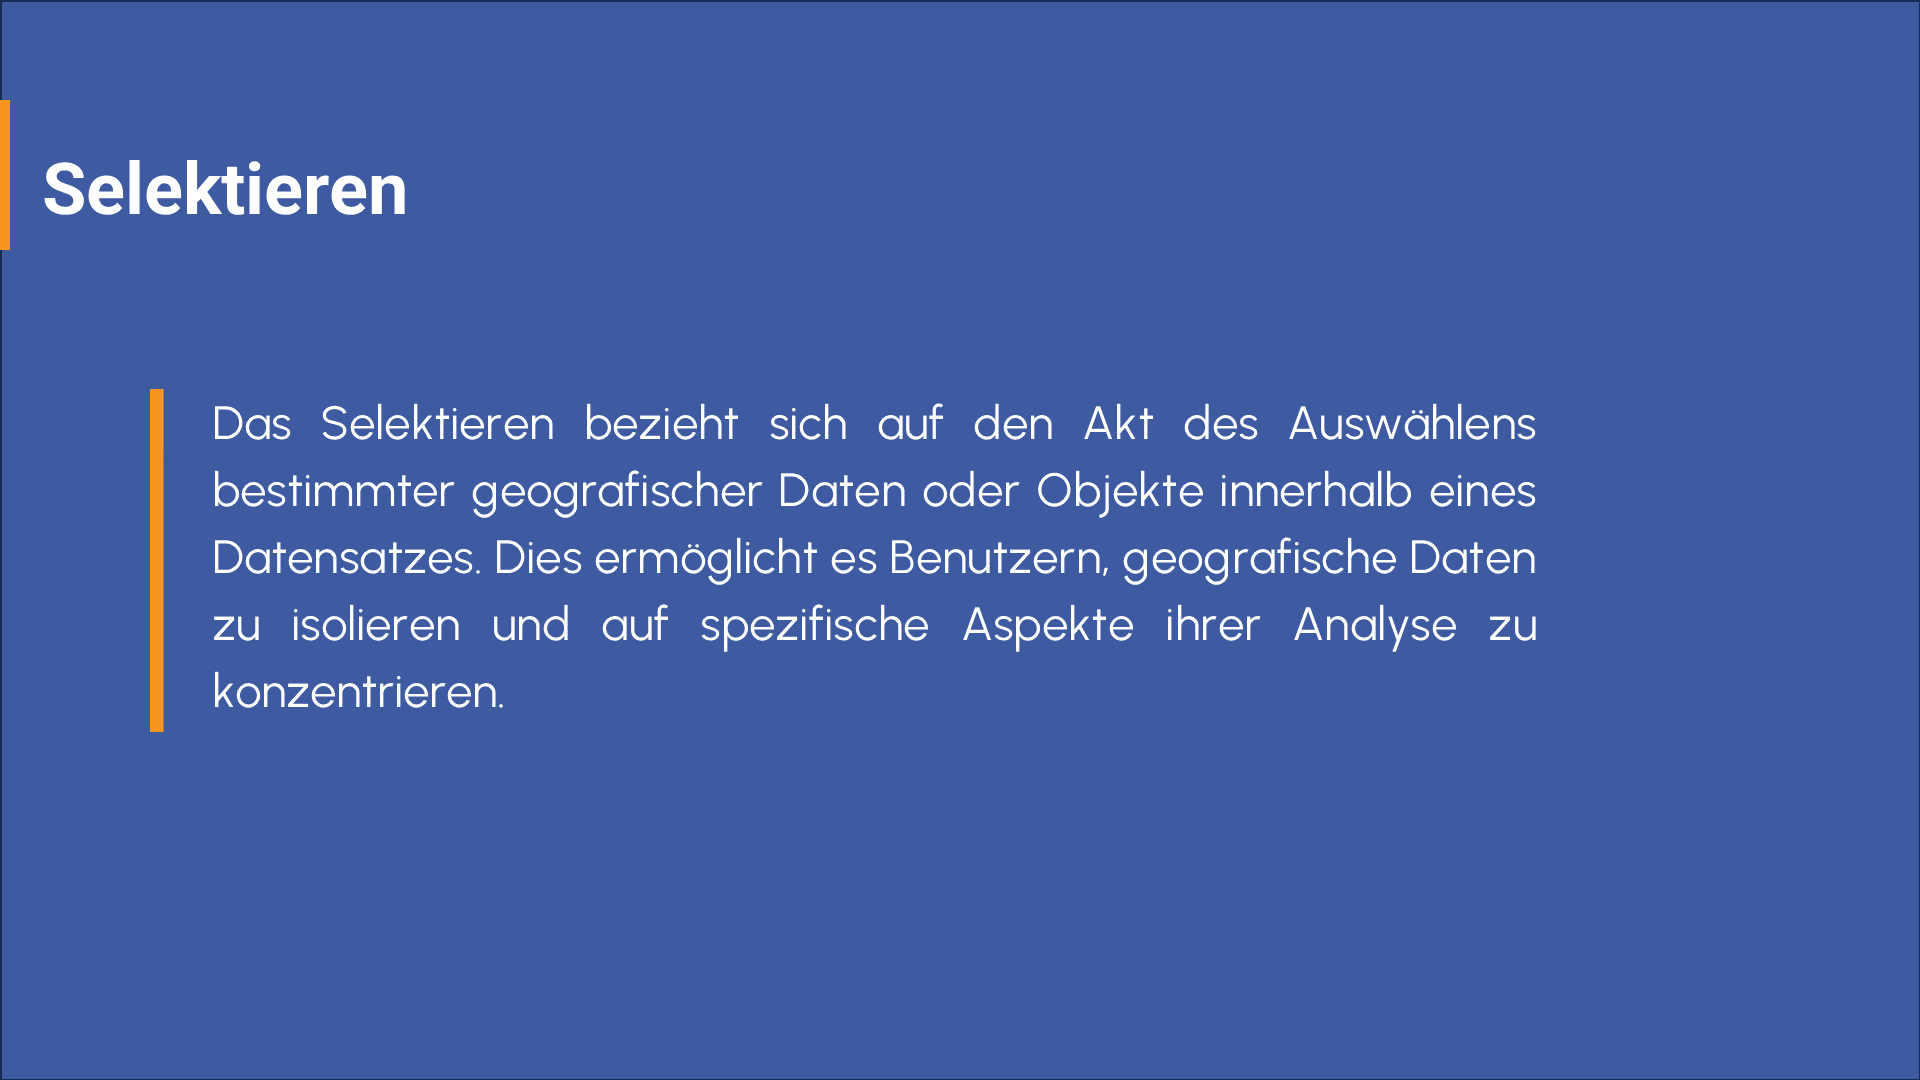 Selektieren
Das Selektieren bezieht sich auf den Akt des Auswählens
bestimmter geografischer Daten oder Objekte innerhalb eines
Datensatzes. Dies ermöglicht es Benutzern, geografische Daten
zu isolieren und auf spezifische Aspekte ihrer Analyse zu
konzentrieren.